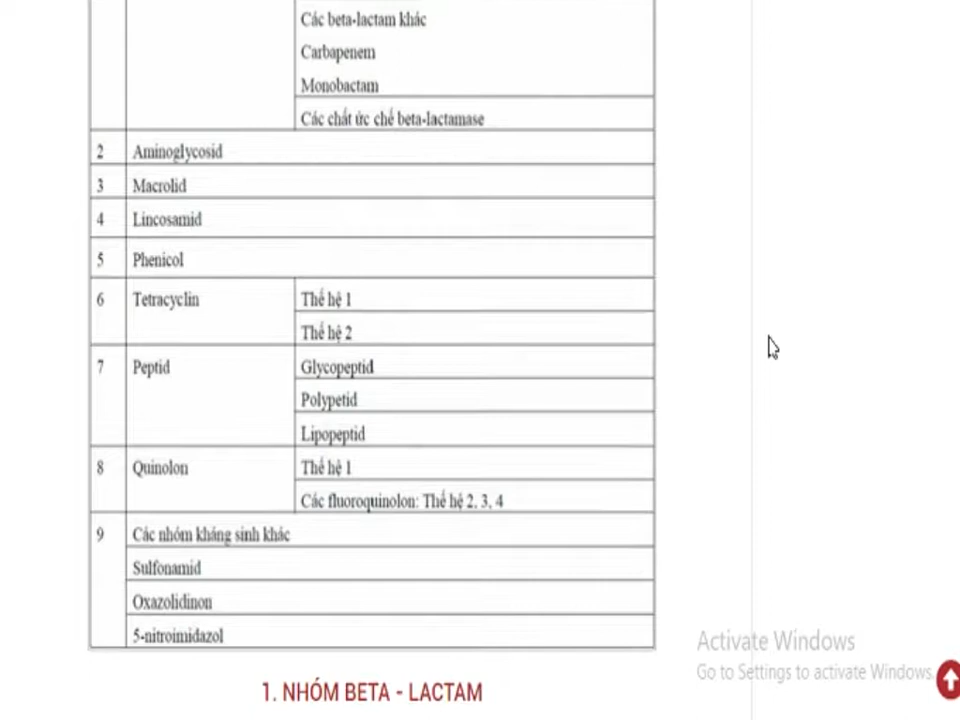 Các beta-lactam khác
Carbapenem
Monobactam
Các chất ức chế beta-lactamase
2 Aminoglycosid
3 Macrolid
4 Lincosamid
5 Phenicol
6 Tetracyclin Thế hệ 1
Thế hệ 2
7 Peptid Glycopeptid
Polypetid
Lipopeptid
8 Quinolon Thế hệ 1
Các fluoroquinolon: Thế hệ 2, 3, 4
9 Các nhóm kháng sinh khác
Sulfonamid
Oxazolidinon
5-nitroimidazol
Activate Windows
Go to Settings to activate Windows.
1. NHÓM BETA - LACTAM